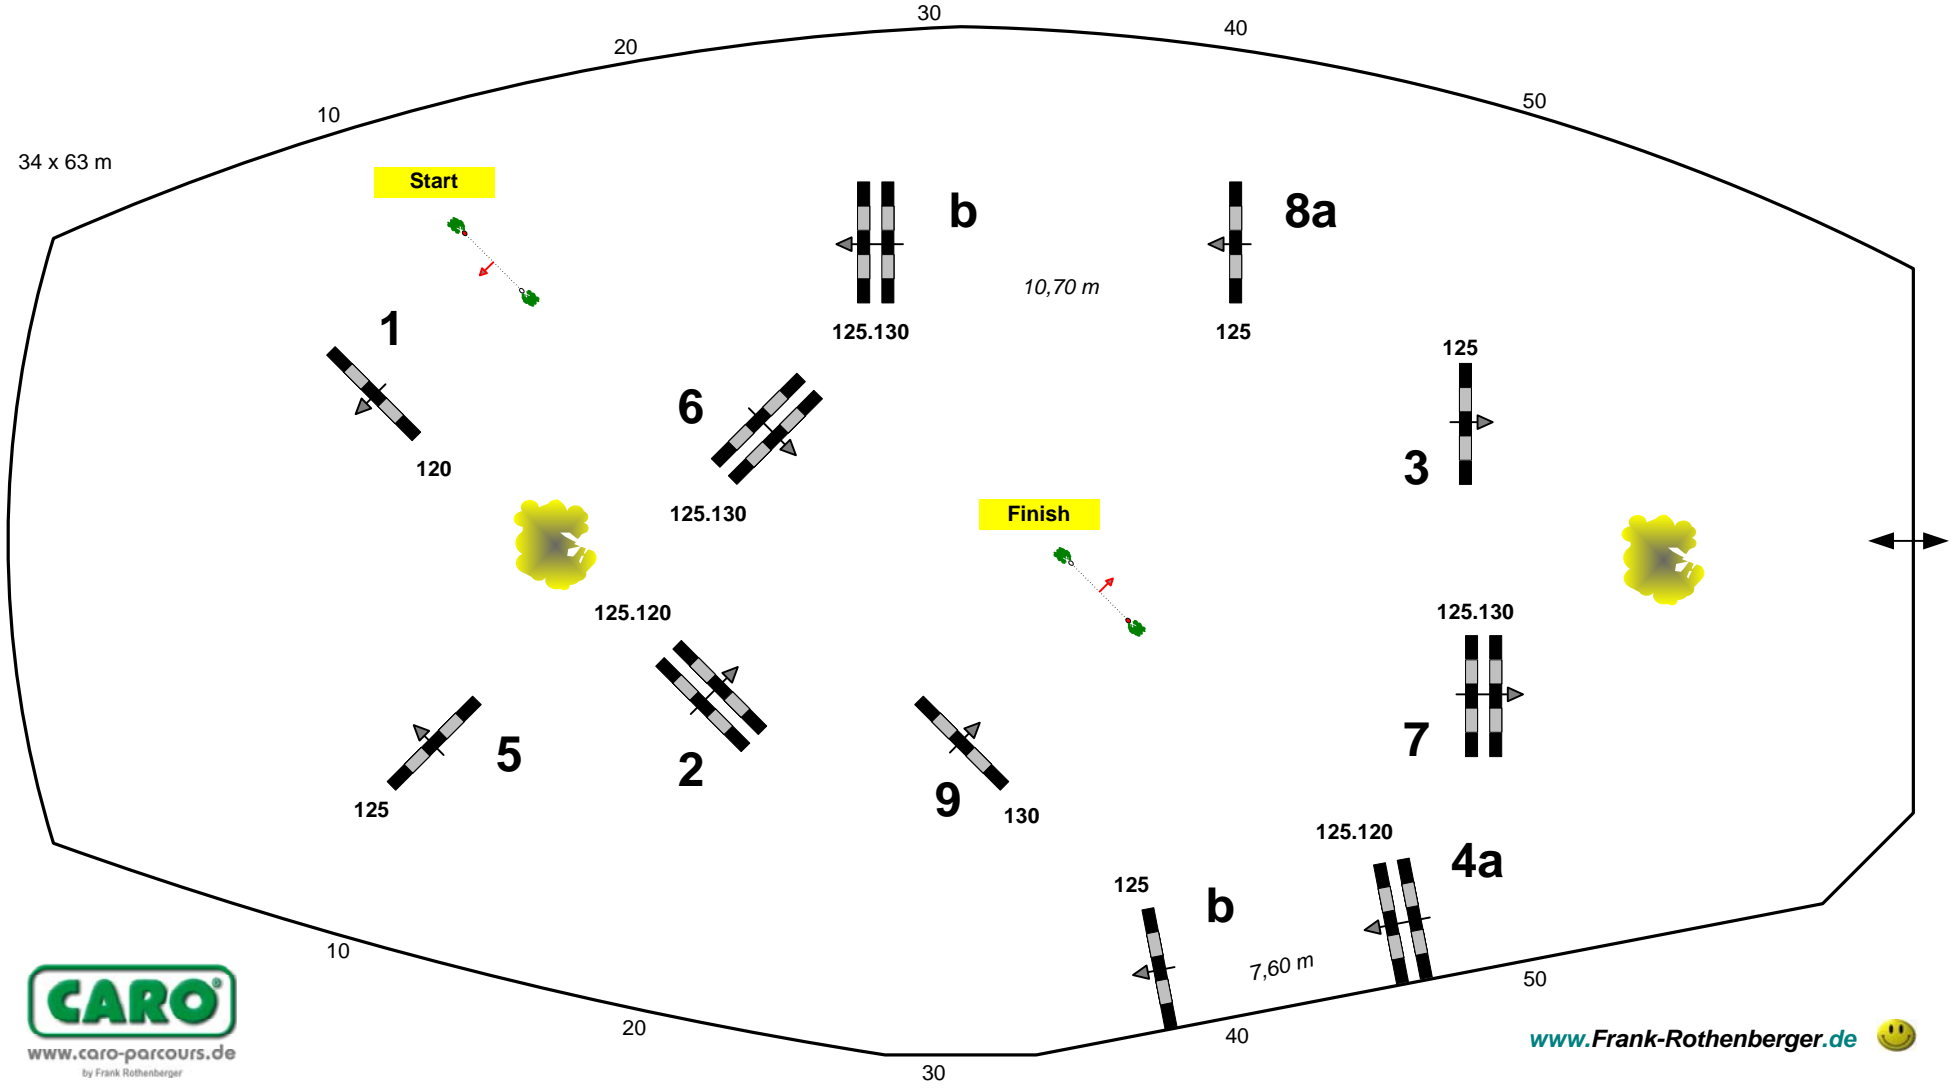 30
40
20
50
10
34 x 63 m
Start
b
8a
10,70 m
1
125.130
125
125
6
3
120
125.130
Finish
125.120
125.130
5
2
7
9
125
130
125.120
4a
125
b
7,60 m
10
50
20
40
30
CARO®
www.caro-parcours.de
by Frank Rothenberger
www.Frank-Rothenberger.de